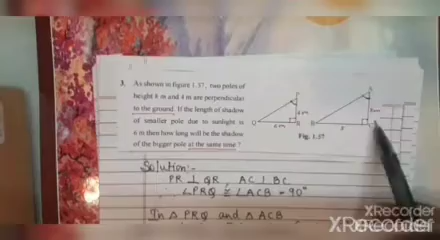 3. As shown in figure 1.37, two poles of
height 8 m and 4 m are perpendicular
to the ground. If the length of shadow
of smaller pole due to sunlight is
6 m then how long will be the shadow
of the bigger pole at the same time ?
Fig. 1.37
Solution:-
PR ⊥ QR, AC ⊥ BC
∴ ∠PRQ ≅ ∠ACB = 90°
In △ PRQ and △ ACB
XRecorder
XRecorder